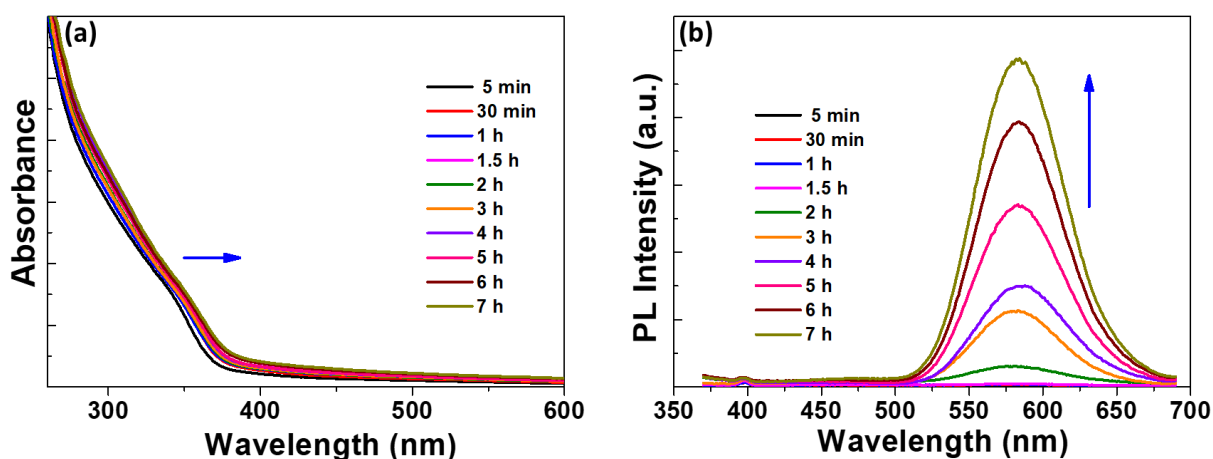 (a)
Absorbance
5 min
30 min
1 h
1.5 h
2 h
3 h
4 h
5 h
6 h
7 h
300 400 500 600
Wavelength (nm)
(b)
PL Intensity (a.u.)
5 min
30 min
1 h
1.5 h
2 h
3 h
4 h
5 h
6 h
7 h
350 400 450 500 550 600 650 700
Wavelength (nm)